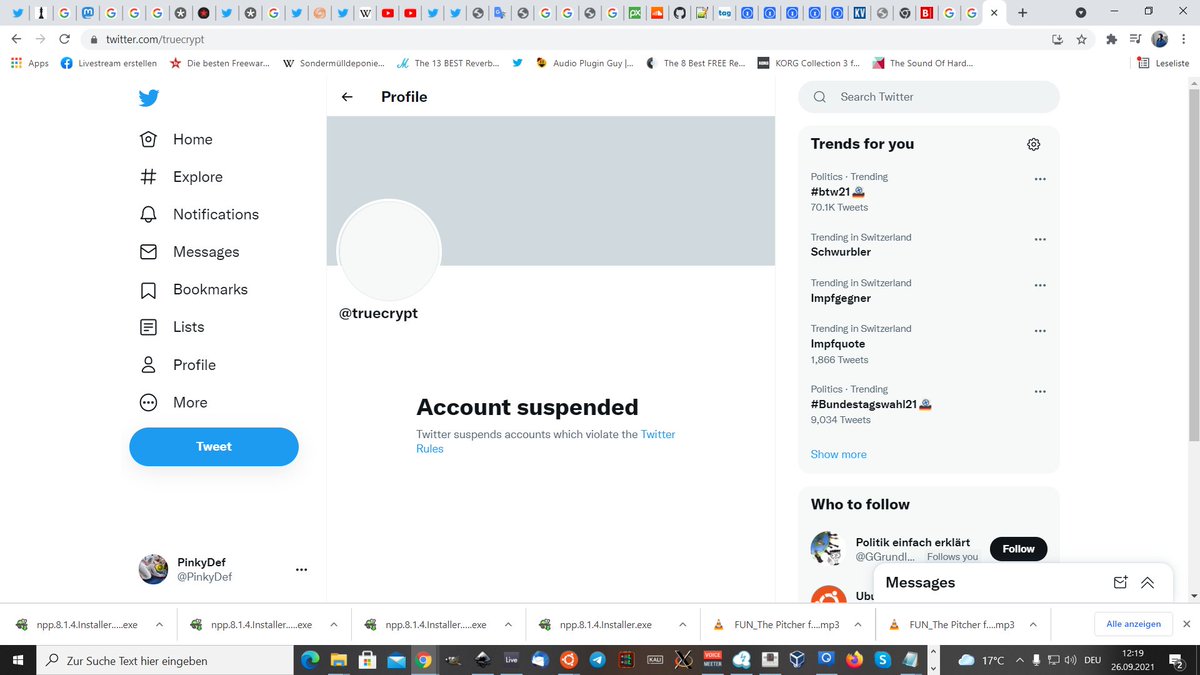 twitter.com/truecrypt
Apps
Livestream erstellen
Die besten Freewar...
Sondermülldeponie...
The 13 BEST Reverb...
Audio Plugin Guy |...
The 8 Best FREE Re...
KORG Collection 3 f...
The Sound Of Hard...
Leseliste
Home
Explore
Notifications
Messages
Bookmarks
Lists
Profile
More
Tweet
PinkyDef
@PinkyDef
Profile
@truecrypt
Account suspended
Twitter suspends accounts which violate the Twitter
Rules
Search Twitter
Trends for you
Politics · Trending
#btw21
70.1K Tweets
Trending in Switzerland
Schwurbler
Trending in Switzerland
Impfgegner
Trending in Switzerland
Impfquote
1,866 Tweets
Politics · Trending
#Bundestagswahl21
9,034 Tweets
Show more
Who to follow
Politik einfach erklärt
@GGrundl... Follows you
Follow
Ubu
Messages
npp.8.1.4.Installer.....exe
npp.8.1.4.Installer.....exe
npp.8.1.4.Installer.....exe
npp.8.1.4.Installer.exe
FUN_The Pitcher f....mp3
FUN_The Pitcher f....mp3
Alle anzeigen
Zur Suche Text hier eingeben
Live
KALI
VOICE
MEETER
17°C
DEU
12:19
26.09.2021
2